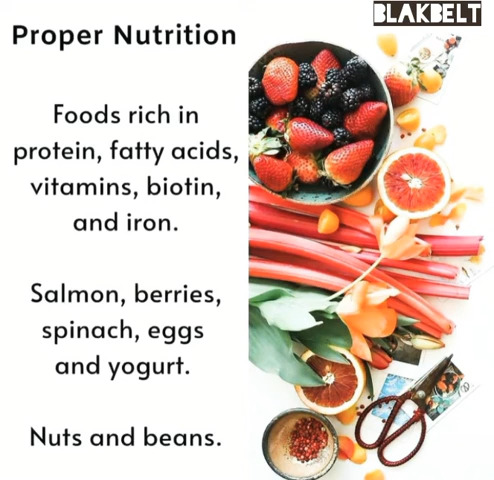 BLAKBELT
Proper Nutrition
Foods rich in
protein, fatty acids,
vitamins, biotin,
and iron.
Salmon, berries,
spinach, eggs
and yogurt.
Nuts and beans.